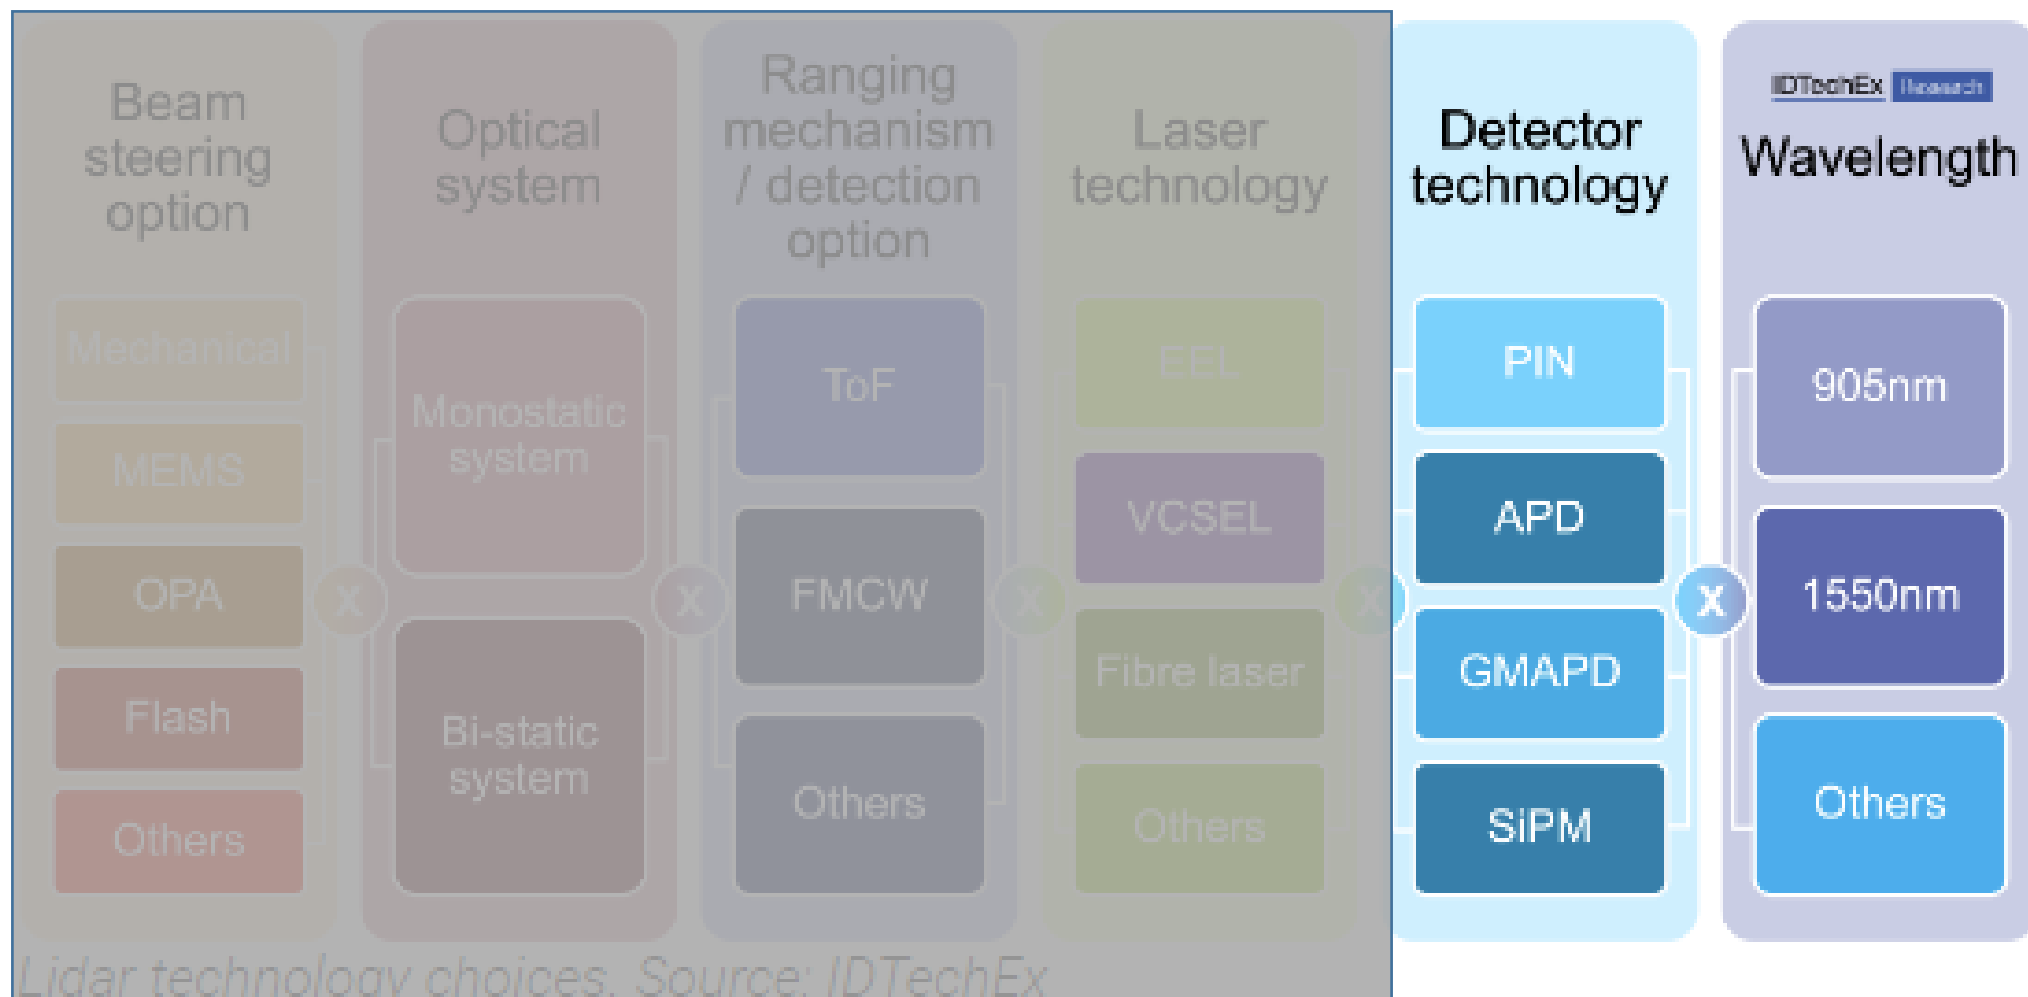 Beam
steering
option
Mechanical
MEMS
OPA
Flash
Others
X
Optical
system
Monostatic
system
Bi-static
system
X
Ranging
mechanism
/ detection
option
ToF
FMCW
Others
X
Laser
technology
EEL
VCSEL
Fibre laser
Others
X
Detector
technology
PIN
APD
GMAPD
SiPM
X
IDTechEx Research
Wavelength
905nm
1550nm
Others
Lidar technology choices. Source: IDTechEx